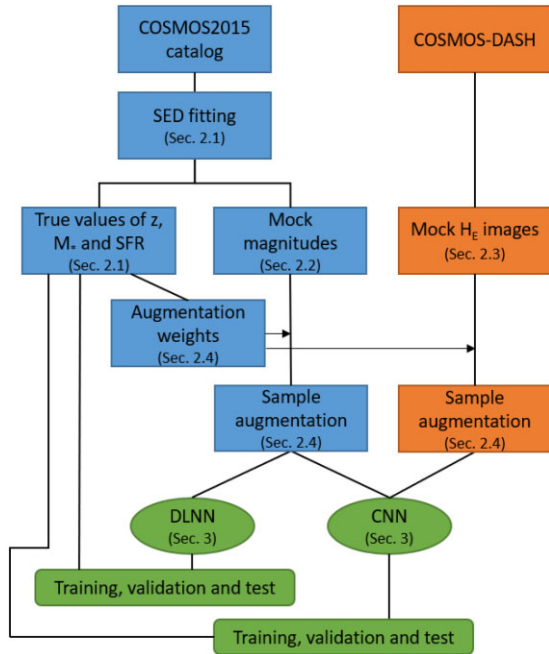 COSMOS2015
catalog
COSMOS-DASH
SED fitting
(Sec. 2.1)
True values of z,
M* and SFR
(Sec. 2.1)
Mock
magnitudes
(Sec. 2.2)
Mock HE images
(Sec. 2.3)
Augmentation
weights
(Sec. 2.4)
Sample
augmentation
(Sec. 2.4)
Sample
augmentation
(Sec. 2.4)
DLNN
(Sec. 3)
CNN
(Sec. 3)
Training, validation and test
Training, validation and test